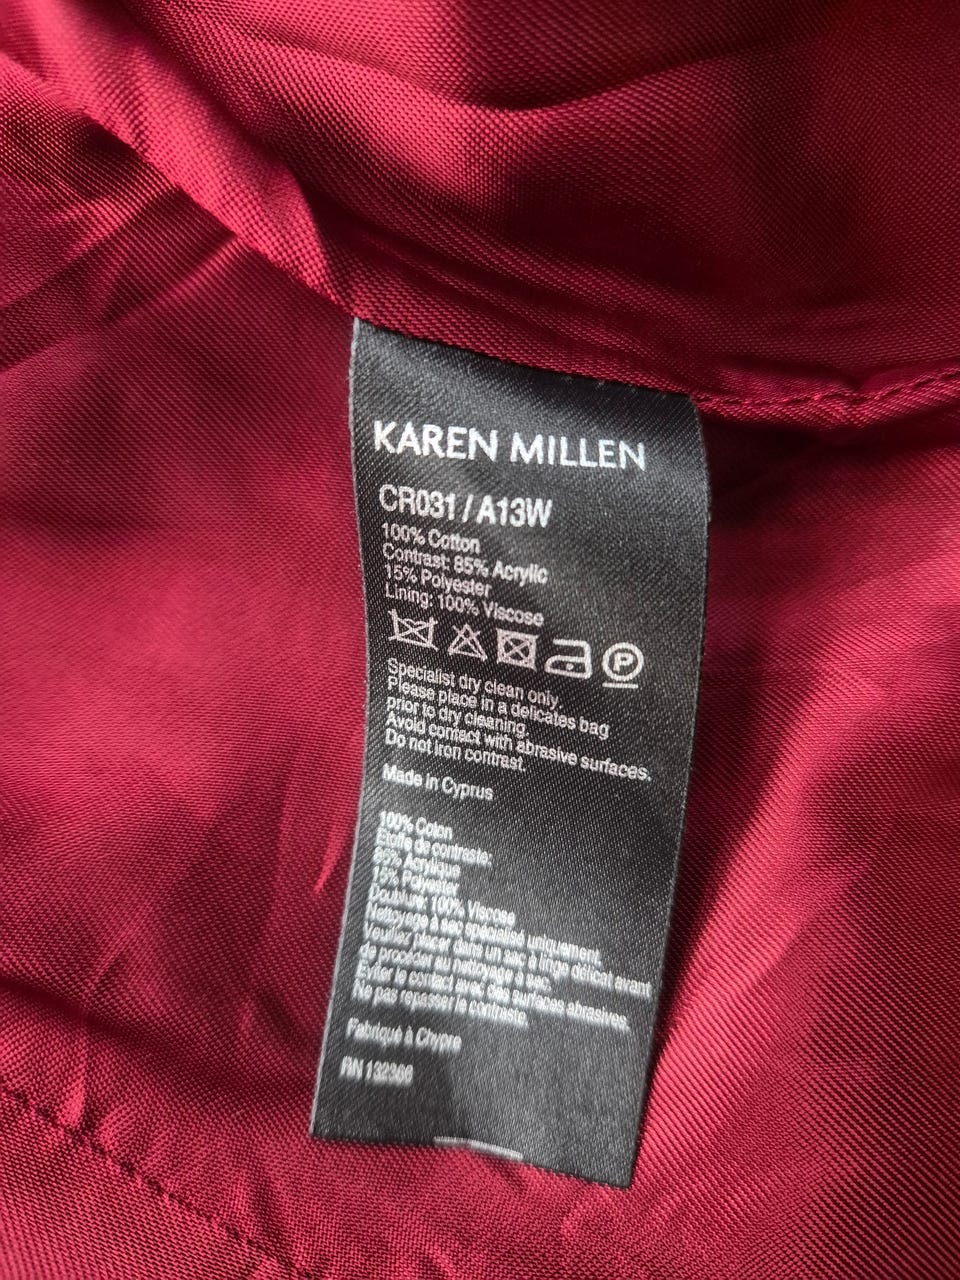 KAREN MILLEN
CR031 / A13W
100% Cotton
Contrast: 85% Acrylic
15% Polyester
Lining: 100% Viscose
P
Specialist dry clean only.
Please place in a delicates bag
prior to dry cleaning.
Avoid contact with abrasive surfaces.
Do not iron contrast.
Made in Cyprus
100% Coton
Etoffe de contraste:
85% Acrylique
15% Polyester
Doublure: 100% Viscose
Nettoyage à sec spécialisé uniquement.
Veuillez placer dans un sac à linge délicat avant
de procéder au nettoyage à sec.
Eviter le contact avec des surfaces abrasives.
Ne pas repasser le contraste.
Fabriqué à Chypre
RN 132366